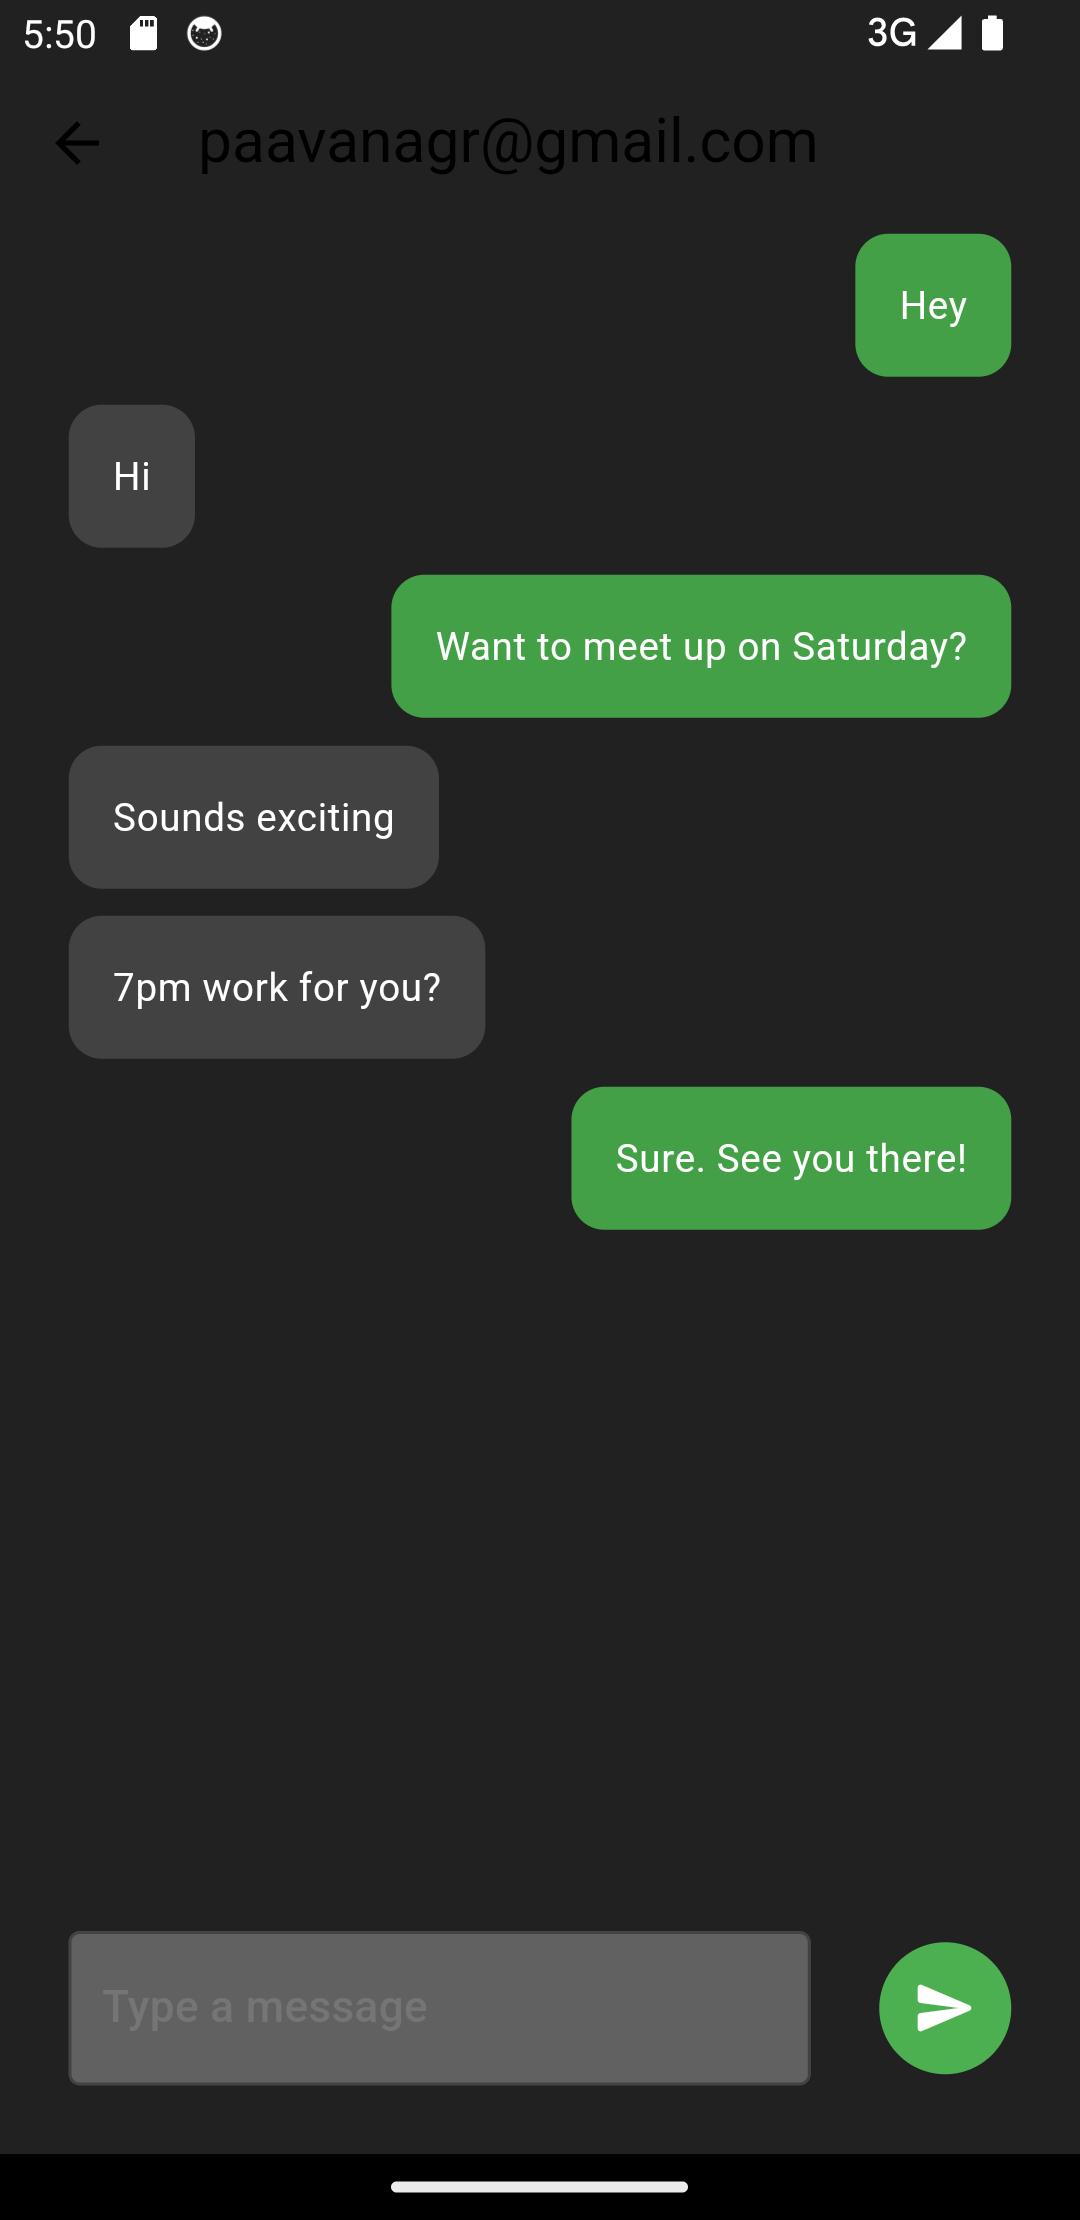 5:50 3G
paavanagr@gmail.com
Hey
Hi
Want to meet up on Saturday?
Sounds exciting
7pm work for you?
Sure. See you there!
Type a message